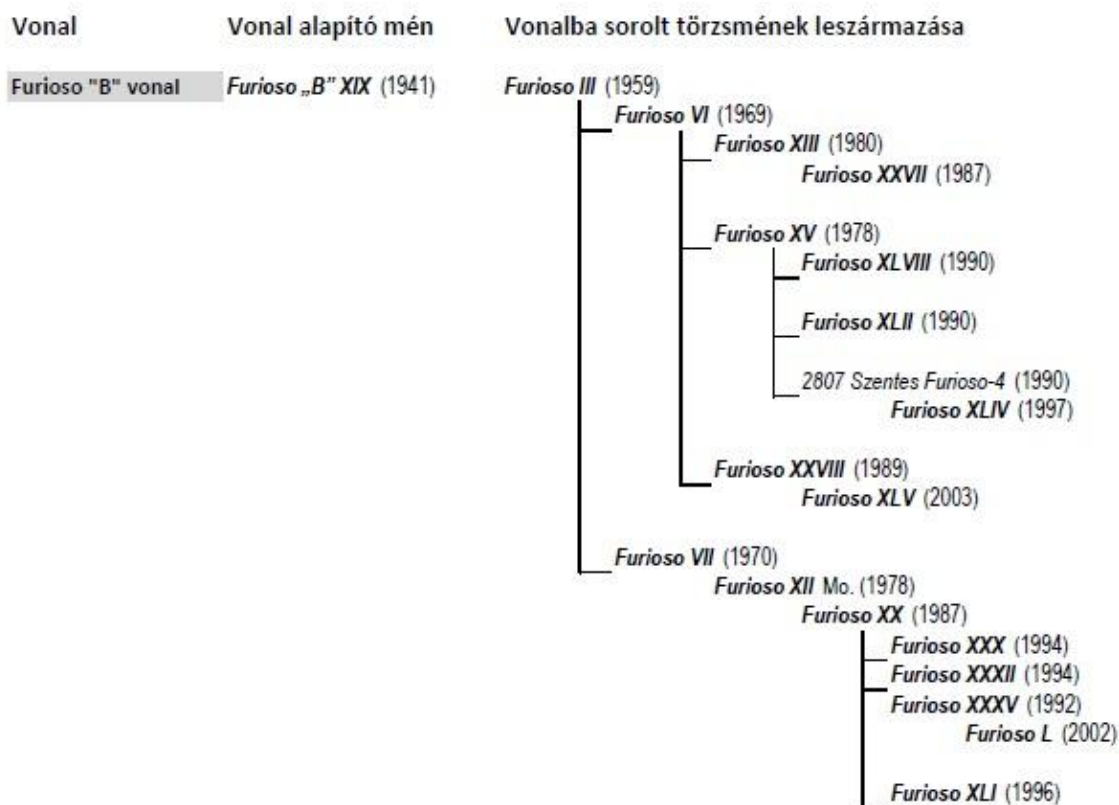 Vonal Vonal alapító mén Vonalba sorolt törzsmének leszármazása
Furioso "B" vonal Furioso „B” XIX (1941) Furioso III (1959)
Furioso VI (1969)
Furioso XIII (1980)
Furioso XXVII (1987)
Furioso XV (1978)
Furioso XLVIII (1990)
Furioso XLII (1990)
2807 Szentes Furioso-4 (1990)
Furioso XLIV (1997)
Furioso XXVIII (1989)
Furioso XLV (2003)
Furioso VII (1970)
Furioso XII Mo. (1978)
Furioso XX (1987)
Furioso XXX (1994)
Furioso XXXII (1994)
Furioso XXXV (1992)
Furioso L (2002)
Furioso XLI (1996)